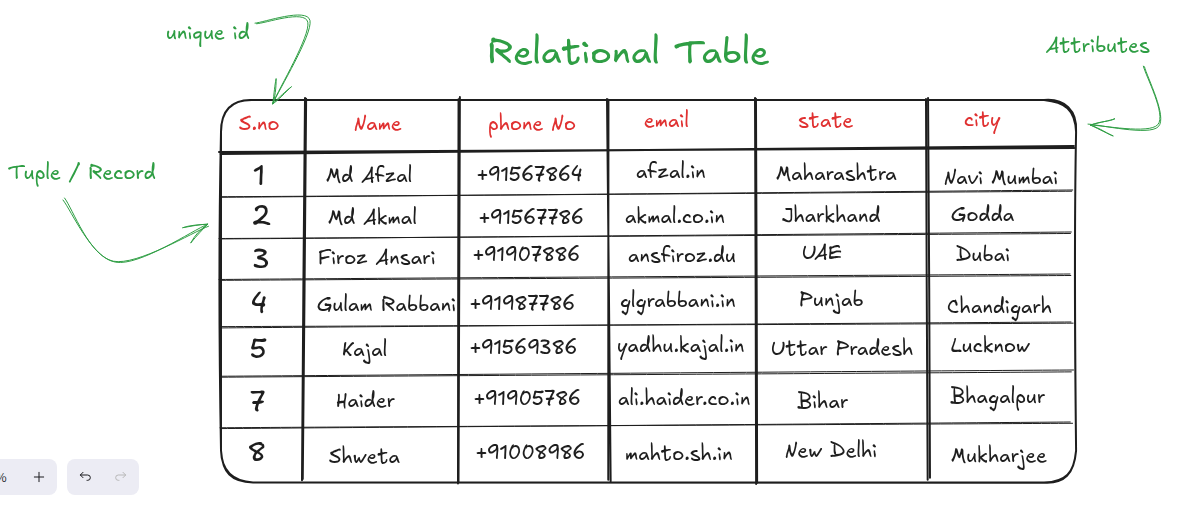 unique id
Relational Table
Attributes
S.no Name phone No email state city
Tuple / Record
1 Md Afzal +91567864 afzal.in Maharashtra Navi Mumbai
2 Md Akmal +91567786 akmal.co.in Jharkhand Godda
3 Firoz Ansari +91907886 ansfiroz.du UAE Dubai
4 Gulam Rabbani +91987786 glgrabbani.in Punjab Chandigarh
5 Kajal +91569386 yadhu.kajal.in Uttar Pradesh Lucknow
7 Haider +91905786 ali.haider.co.in Bihar Bhagalpur
8 Shweta +91008986 mahto.sh.in New Delhi Mukharjee
% +